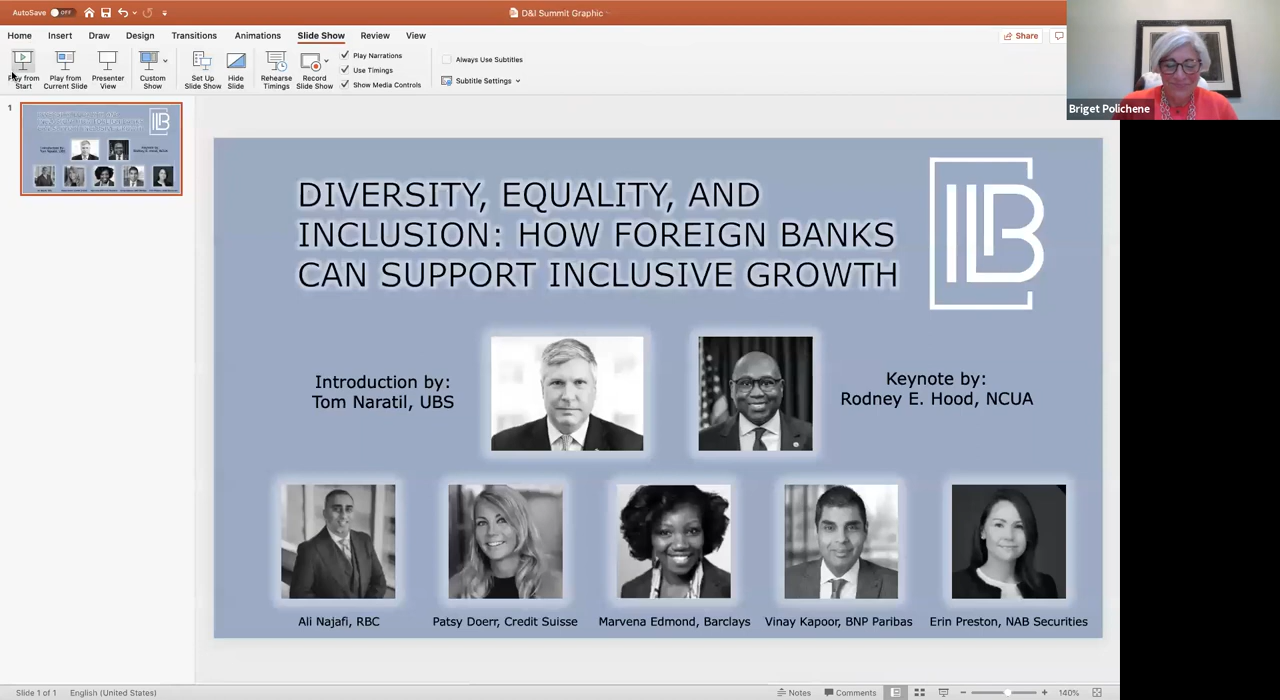 AutoSave OFF
D&I Summit Graphic
Home Insert Draw Design Transitions Animations Slide Show Review View
Share
Play from Start
Play from Current Slide
Presenter View
Custom Show
Set Up Slide Show
Hide Slide
Rehearse Timings
Record Slide Show
Play Narrations
Use Timings
Show Media Controls
Always Use Subtitles
Subtitle Settings
Briget Polichene
1
DIVERSITY, EQUALITY, AND
INCLUSION: HOW FOREIGN BANKS
CAN SUPPORT INCLUSIVE GROWTH
IIB
Introduction by:
Tom Naratil, UBS
Keynote by:
Rodney E. Hood, NCUA
Ali Najafi, RBC
Patsy Doerr, Credit Suisse
Marvena Edmond, Barclays
Vinay Kapoor, BNP Paribas
Erin Preston, NAB Securities
Slide 1 of 1 English (United States)
Notes Comments 140%